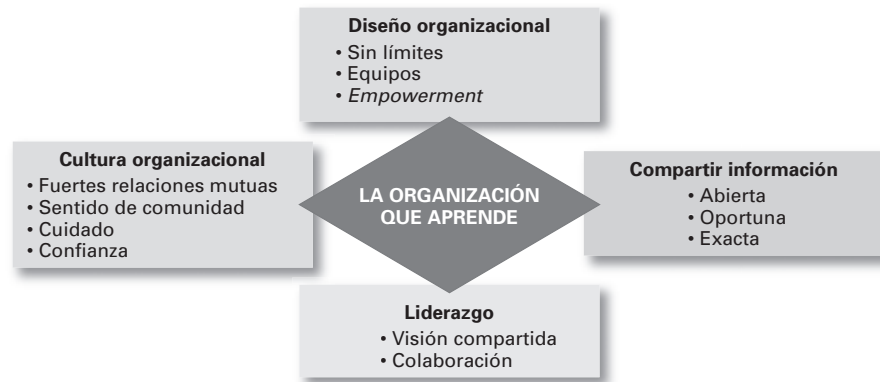 Diseño organizacional
• Sin límites
• Equipos
• Empowerment
Cultura organizacional
• Fuertes relaciones mutuas
• Sentido de comunidad
• Cuidado
• Confianza
LA ORGANIZACIÓN
QUE APRENDE
Compartir información
• Abierta
• Oportuna
• Exacta
Liderazgo
• Visión compartida
• Colaboración